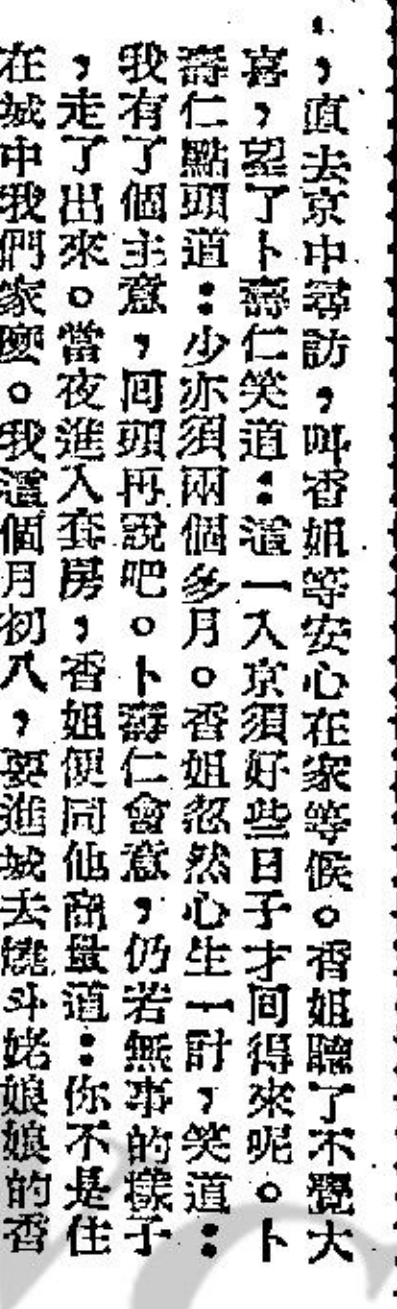 ，直去京中尋訪，叫香姐等安心在家等候。香姐聽了不覺大
喜，望了卜壽仁笑道：這一入京須好些日子才回得來呢。卜
壽仁點頭道：少亦須兩個多月。香姐忽然心生一計，笑道：
我有了個主意，回頭再說吧。卜壽仁會意，仍若無事的樣子
，走了出來。當夜進入套房，香姐便同他商量道：你不是住
在城中我們家麼。我這個月初八，要進城去燒斗姥娘娘的香